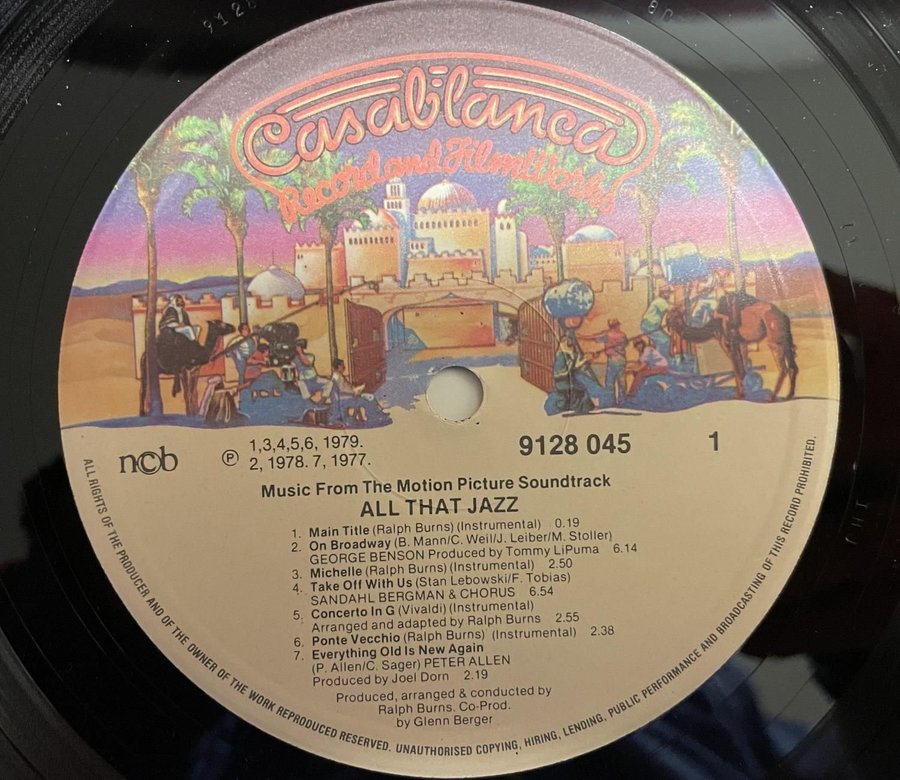 Casablanca
Record and FilmWorks
ncb
Ⓟ 1,3,4,5,6, 1979.
2, 1978. 7, 1977.
9128 045
1
Music From The Motion Picture Soundtrack
ALL THAT JAZZ
1. Main Title (Ralph Burns) (Instrumental) 0.19
2. On Broadway (B. Mann/C. Weil/J. Leiber/M. Stoller)
GEORGE BENSON Produced by Tommy LiPuma 6.14
3. Michelle (Ralph Burns) (Instrumental) 2.50
4. Take Off With Us (Stan Lebowski/F. Tobias)
SANDAHL BERGMAN & CHORUS 6.54
5. Concerto In G (Vivaldi) (Instrumental)
Arranged and adapted by Ralph Burns 2.55
6. Ponte Vecchio (Ralph Burns) (Instrumental) 2.38
7. Everything Old Is New Again
(P. Allen/C. Sager) PETER ALLEN
Produced by Joel Dorn 2.19
Produced, arranged & conducted by
Ralph Burns. Co-Prod.
by Glenn Berger
ALL RIGHTS OF THE PRODUCER AND OF THE OWNER OF THE WORK REPRODUCED RESERVED. UNAUTHORISED COPYING, HIRING, LENDING, PUBLIC PERFORMANCE AND BROADCASTING OF THIS RECORD PROHIBITED.